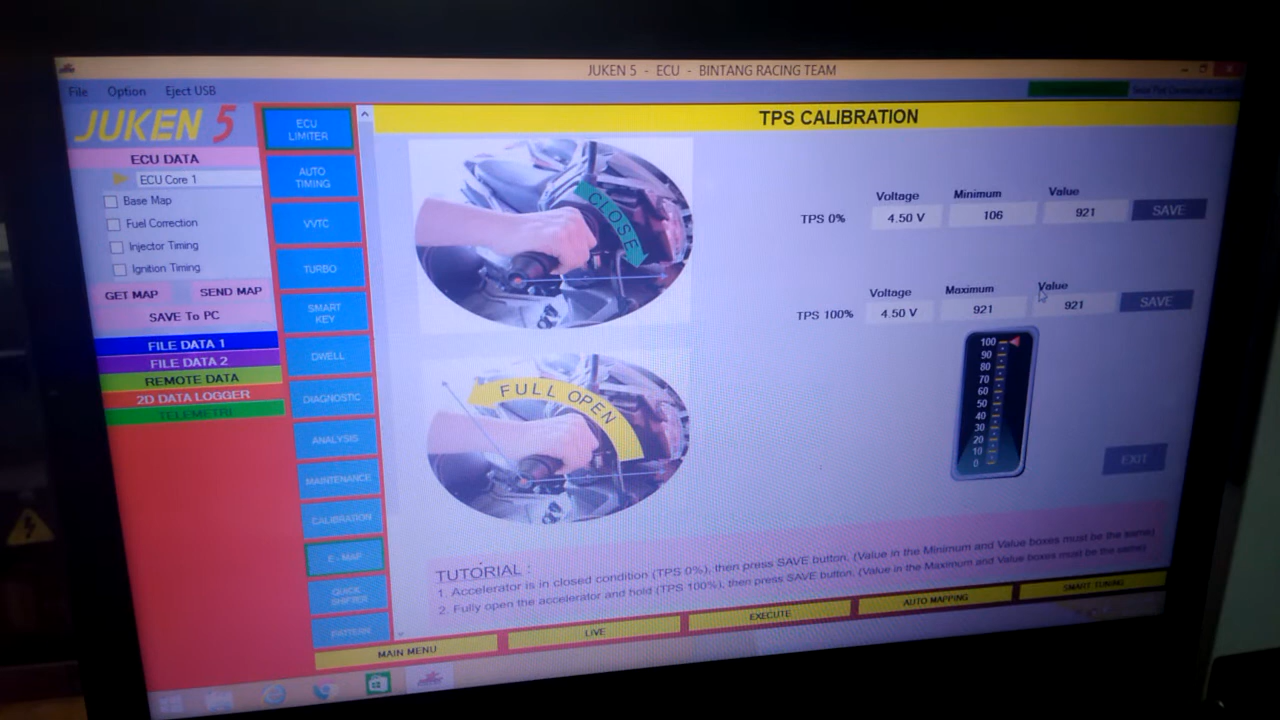 JUKEN 5 - ECU - BINTANG RACING TEAM
File Option Eject USB
JUKEN 5
ECU DATA
ECU Core 1
Base Map
Fuel Correction
Injector Timing
Ignition Timing
GET MAP SEND MAP
SAVE To PC
FILE DATA 1
FILE DATA 2
REMOTE DATA
2D DATA LOGGER
TELEMETRI
ECU
LIMITER
AUTO
TIMING
VVTC
TURBO
SMART
KEY
DWELL
DIAGNOSTIC
ANALYSIS
MAINTENANCE
CALIBRATION
E - MAP
QUICK
SHIFTER
PATTERN
TPS CALIBRATION
CLOSE
Voltage Minimum Value
TPS 0% 4.50 V 106 921 SAVE
Voltage Maximum Value
TPS 100% 4.50 V 921 921 SAVE
100
90
80
70
60
50
40
30
20
10
0
FULL OPEN
EXIT
TUTORIAL :
1. Accelerator is in closed condition (TPS 0%), then press SAVE button. (Value in the Minimum and Value boxes must be the same)
2. Fully open the accelerator and hold (TPS 100%), then press SAVE button. (Value in the Maximum and Value boxes must be the same)
MAIN MENU LIVE EXECUTE AUTO MAPPING SMART TUNING